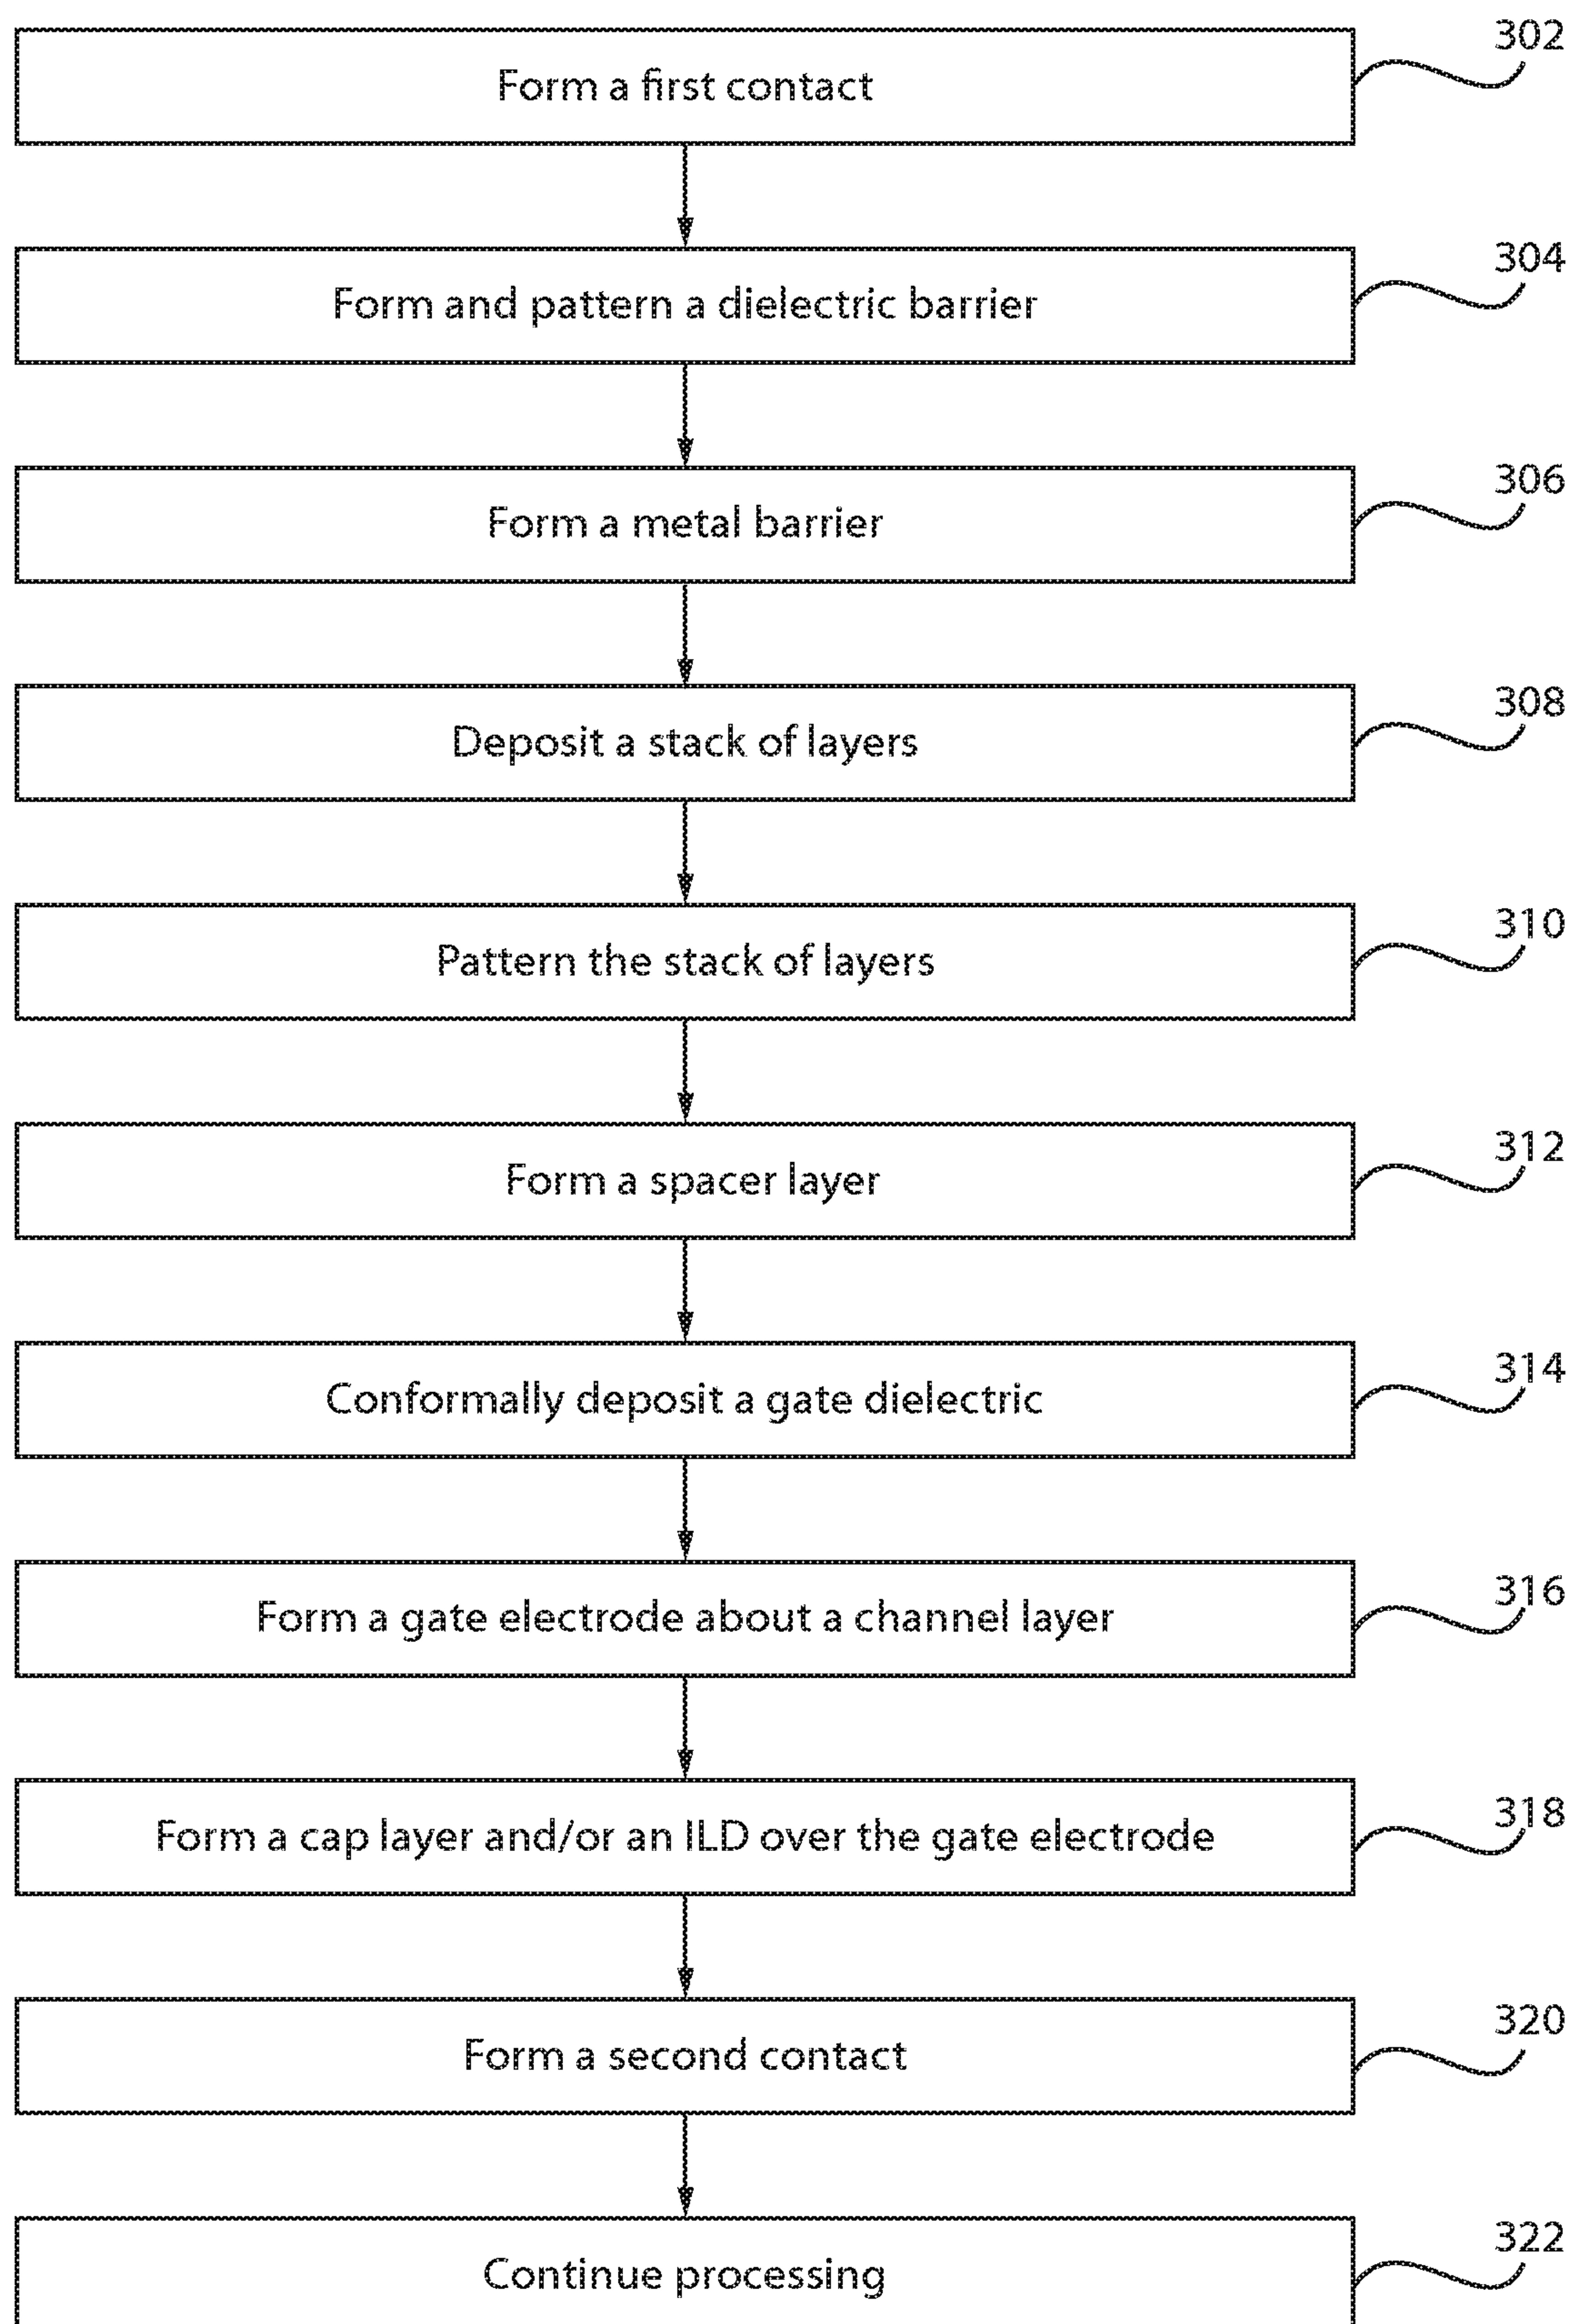 302
Form a first contact
304
Form and pattern a dielectric barrier
306
Form a metal barrier
308
Deposit a stack of layers
310
Pattern the stack of layers
312
Form a spacer layer
314
Conformally deposit a gate dielectric
316
Form a gate electrode about a channel layer
318
Form a cap layer and/or an ILD over the gate electrode
320
Form a second contact
322
Continue processing